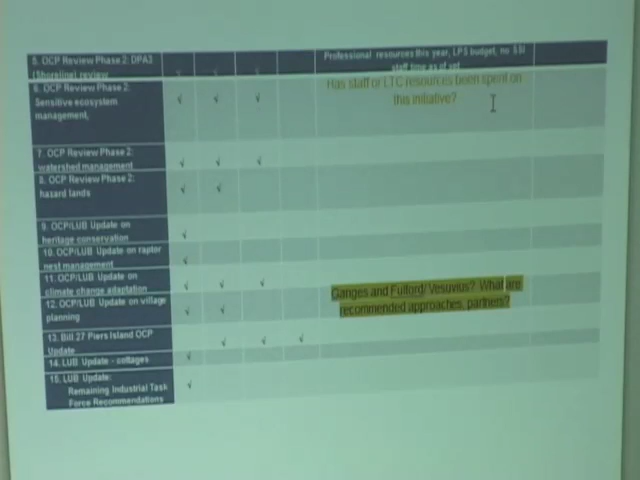 5. OCP Review Phase 2: DPA3
(Shoreline) review
√ √ √
Professional resources this year, LPS budget, no SSI
staff time as of yet
6. OCP Review Phase 2:
Sensitive ecosystem
management,
√ √ √
Has staff or LTC resources been spent on
this initiative?
7. OCP Review Phase 2:
watershed management
√ √ √
8. OCP Review Phase 2:
hazard lands
√ √
9. OCP/LUB Update on
heritage conservation
√
10. OCP/LUB Update on raptor
nest management
√
11. OCP/LUB Update on
climate change adaptation
√ √ √
12. OCP/LUB Update on village
planning
√ √
Ganges and Fulford/ Vesuvius? What are
recommended approaches, partners?
13. Bill 27 Piers Island OCP
Update
√ √ √
14. LUB Update - cottages
√
15. LUB Update:
Remaining Industrial Task
Force Recommendations
√